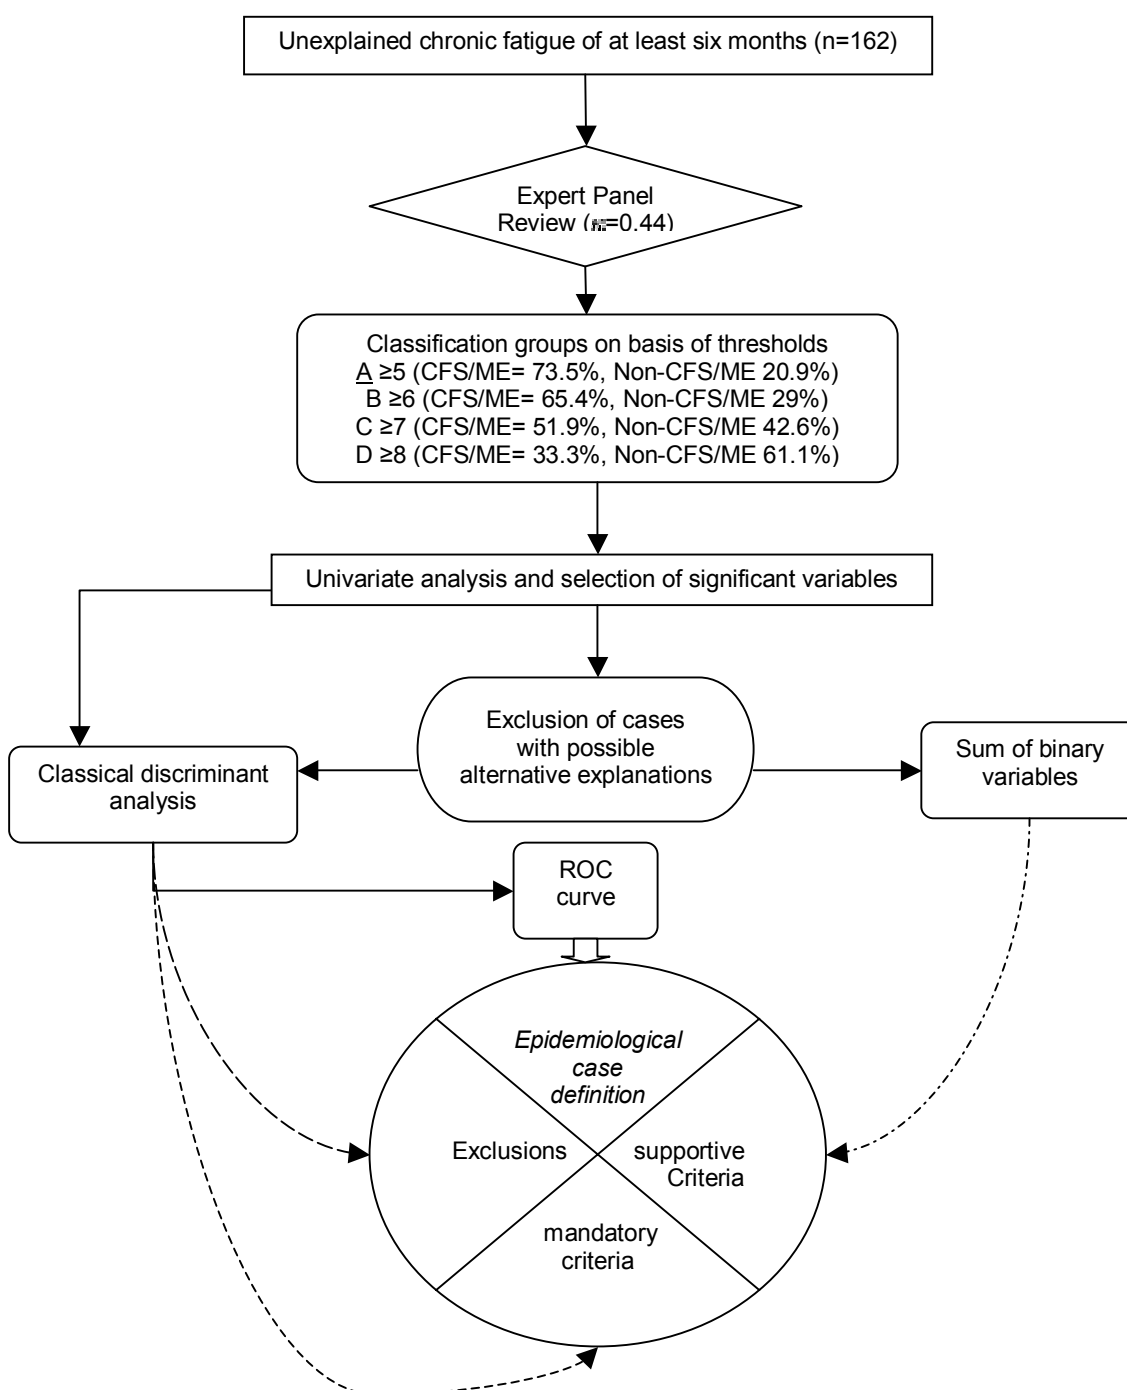 Unexplained chronic fatigue of at least six months (n=162)
Expert Panel
Review (=0.44)
Classification groups on basis of thresholds
A ≥5 (CFS/ME= 73.5%, Non-CFS/ME 20.9%)
B ≥6 (CFS/ME= 65.4%, Non-CFS/ME 29%)
C ≥7 (CFS/ME= 51.9%, Non-CFS/ME 42.6%)
D ≥8 (CFS/ME= 33.3%, Non-CFS/ME 61.1%)
Univariate analysis and selection of significant variables
Exclusion of cases
with possible
alternative explanations
Classical discriminant
analysis
Sum of binary
variables
ROC
curve
Epidemiological
case
definition
Exclusions
supportive
Criteria
mandatory
criteria